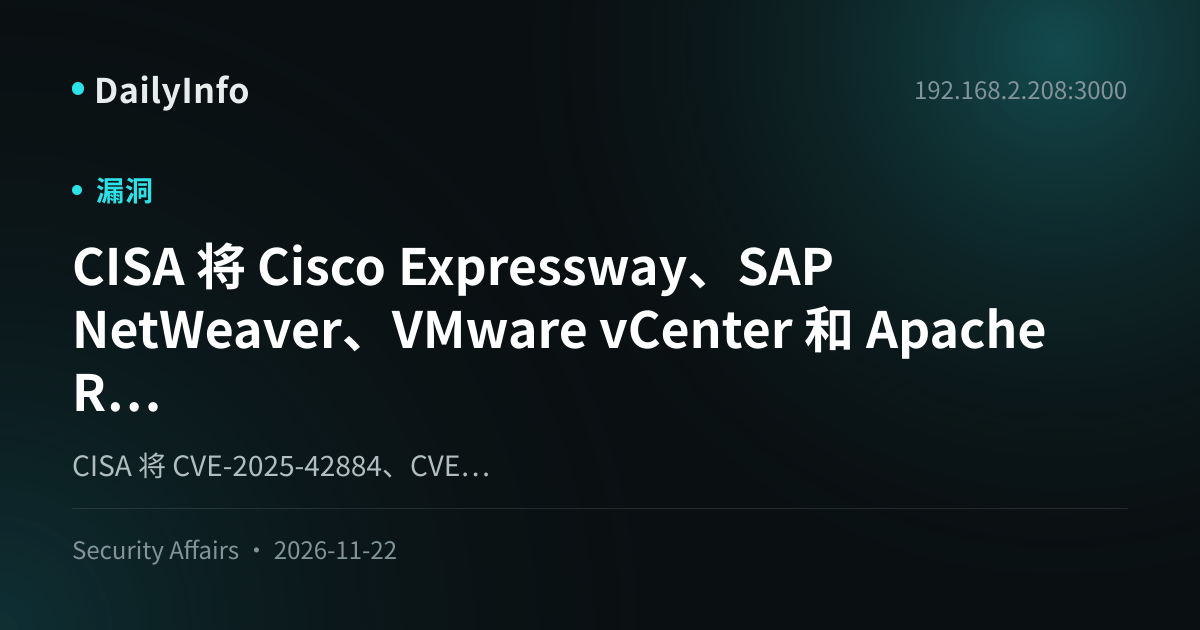 DailyInfo
192.168.2.208:3000
漏洞
CISA 将 Cisco Expressway、SAP
NetWeaver、VMware vCenter 和 Apache
R…
CISA 将 CVE-2025-42884、CVE…
Security Affairs · 2026-11-22